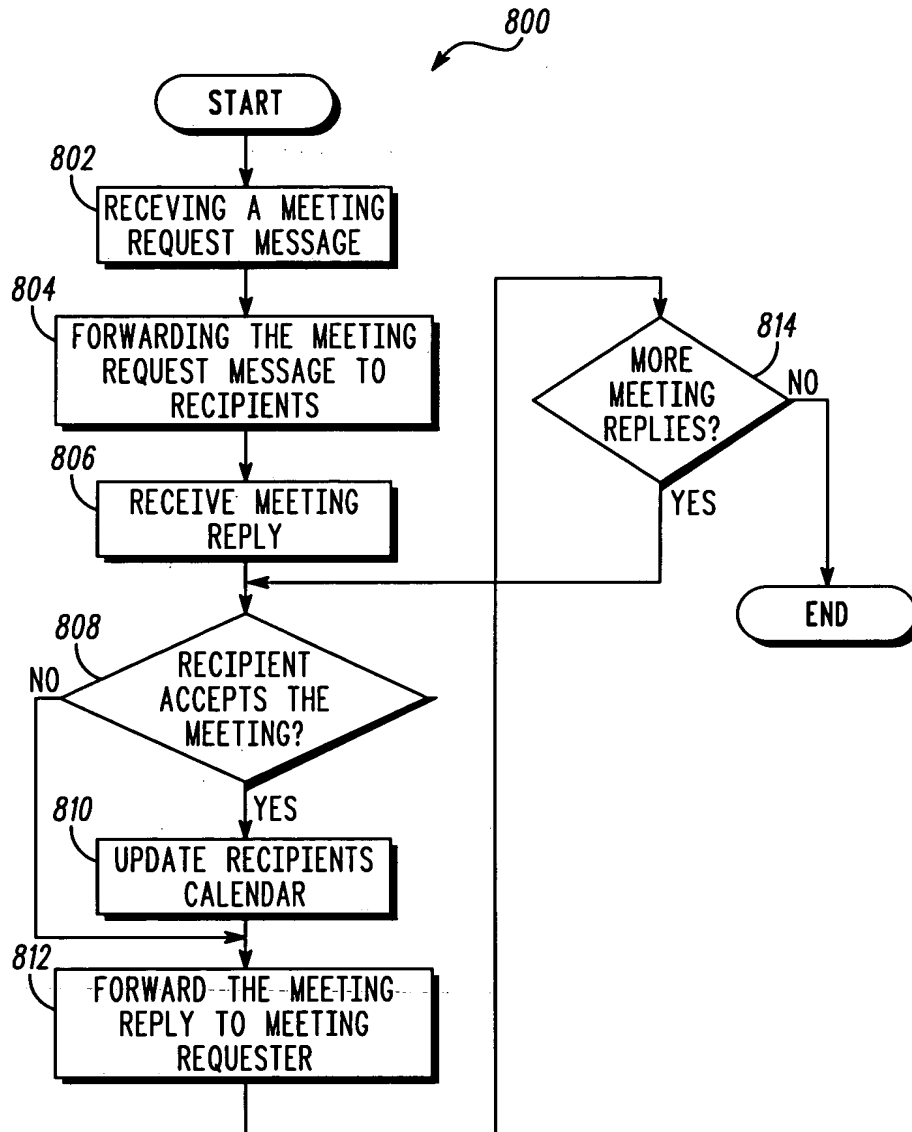 800
START
802
RECEVING A MEETING
REQUEST MESSAGE
804
FORWARDING THE MEETING
REQUEST MESSAGE TO
RECIPIENTS
806
RECEIVE MEETING
REPLY
808
NO
RECIPIENT
ACCEPTS THE
MEETING?
YES
810
UPDATE RECIPIENTS
CALENDAR
812
FORWARD THE MEETING
REPLY TO MEETING
REQUESTER
814
MORE
MEETING
REPLIES?
NO
YES
END